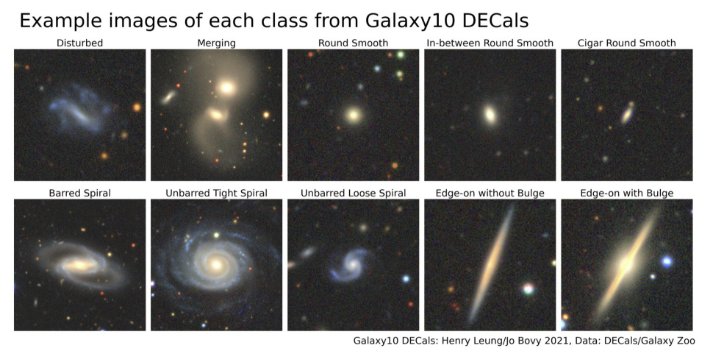 Example images of each class from Galaxy10 DECals
Disturbed
Merging
Round Smooth
In-between Round Smooth
Cigar Round Smooth
Barred Spiral
Unbarred Tight Spiral
Unbarred Loose Spiral
Edge-on without Bulge
Edge-on with Bulge
Galaxy10 DECals: Henry Leung/Jo Bovy 2021, Data: DECals/Galaxy Zoo